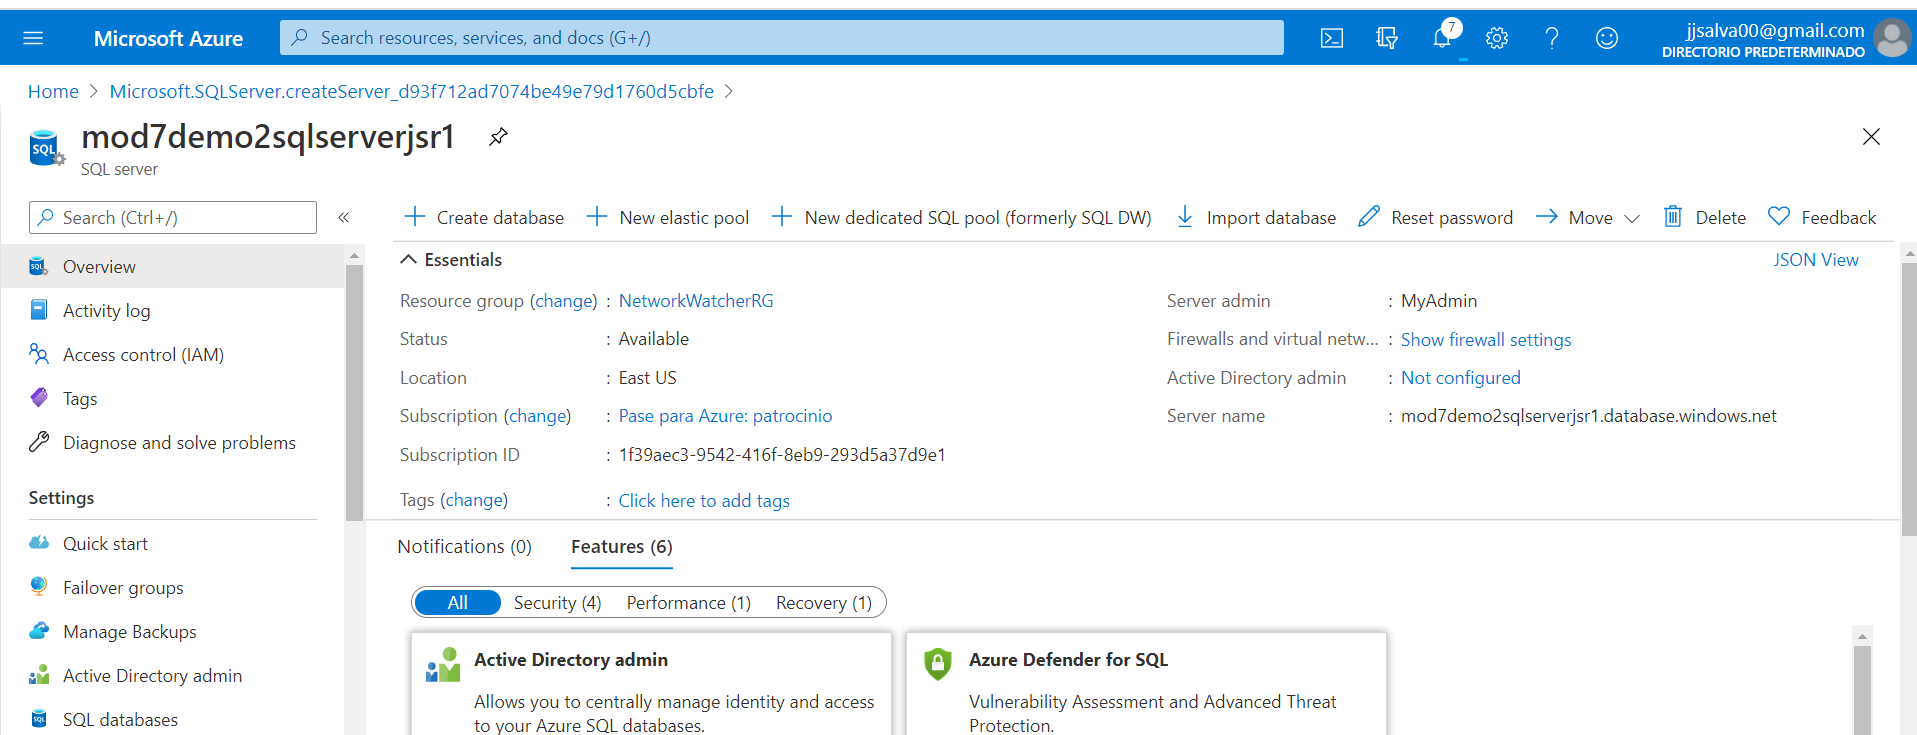 Microsoft Azure
Search resources, services, and docs (G+/)
7
jjsalva00@gmail.com
DIRECTORIO PREDETERMINADO
Home > Microsoft.SQLServer.createServer_d93f712ad7074be49e79d1760d5cbfe >
SQL
mod7demo2sqlserverjsr1
SQL server
Search (Ctrl+/)
«
Create database
New elastic pool
New dedicated SQL pool (formerly SQL DW)
Import database
Reset password
Move
Delete
Feedback
Overview
Activity log
Access control (IAM)
Tags
Diagnose and solve problems
Settings
Quick start
Failover groups
Manage Backups
Active Directory admin
SQL databases
Essentials
JSON View
Resource group (change) : NetworkWatcherRG
Status : Available
Location : East US
Subscription (change) : Pase para Azure: patrocinio
Subscription ID : 1f39aec3-9542-416f-8eb9-293d5a37d9e1
Tags (change) : Click here to add tags
Server admin : MyAdmin
Firewalls and virtual netw... : Show firewall settings
Active Directory admin : Not configured
Server name : mod7demo2sqlserverjsr1.database.windows.net
Notifications (0)
Features (6)
All
Security (4)
Performance (1)
Recovery (1)
Active Directory admin
Allows you to centrally manage identity and access
to your Azure SQL databases.
Azure Defender for SQL
Vulnerability Assessment and Advanced Threat
Protection.